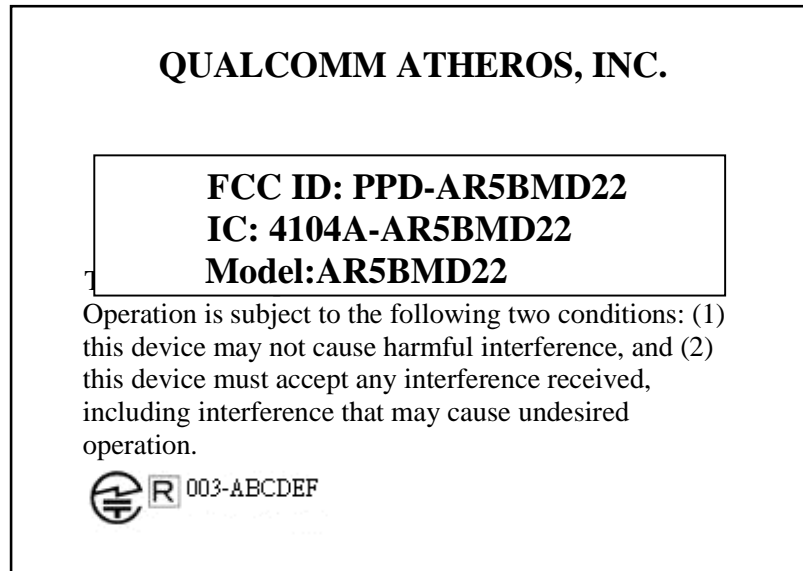 QUALCOMM ATHEROS, INC.
FCC ID: PPD-AR5BMD22
IC: 4104A-AR5BMD22
Model:AR5BMD22
Operation is subject to the following two conditions: (1)
this device may not cause harmful interference, and (2)
this device must accept any interference received,
including interference that may cause undesired
operation.
R 003-ABCDEF